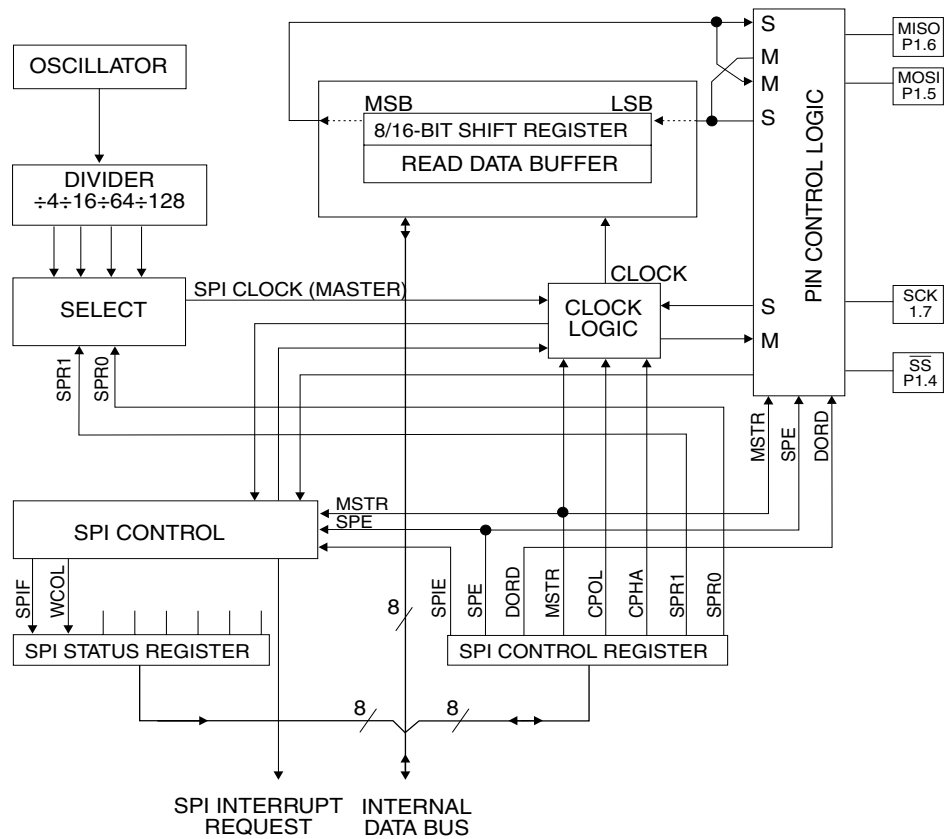 OSCILLATOR
DIVIDER
÷4÷16÷64÷128
SELECT
SPI CLOCK (MASTER)
SPR1
SPR0
MSB
LSB
8/16-BIT SHIFT REGISTER
READ DATA BUFFER
CLOCK
CLOCK
LOGIC
S
M
M
S
S
M
PIN CONTROL LOGIC
MISO
P1.6
MOSI
P1.5
SCK
1.7
SS
P1.4
MSTR
SPE
DORD
SPI CONTROL
MSTR
SPE
SPIF
WCOL
SPI STATUS REGISTER
SPIE
SPE
DORD
MSTR
CPOL
CPHA
SPR1
SPR0
SPI CONTROL REGISTER
8
8
8
SPI INTERRUPT
REQUEST
INTERNAL
DATA BUS